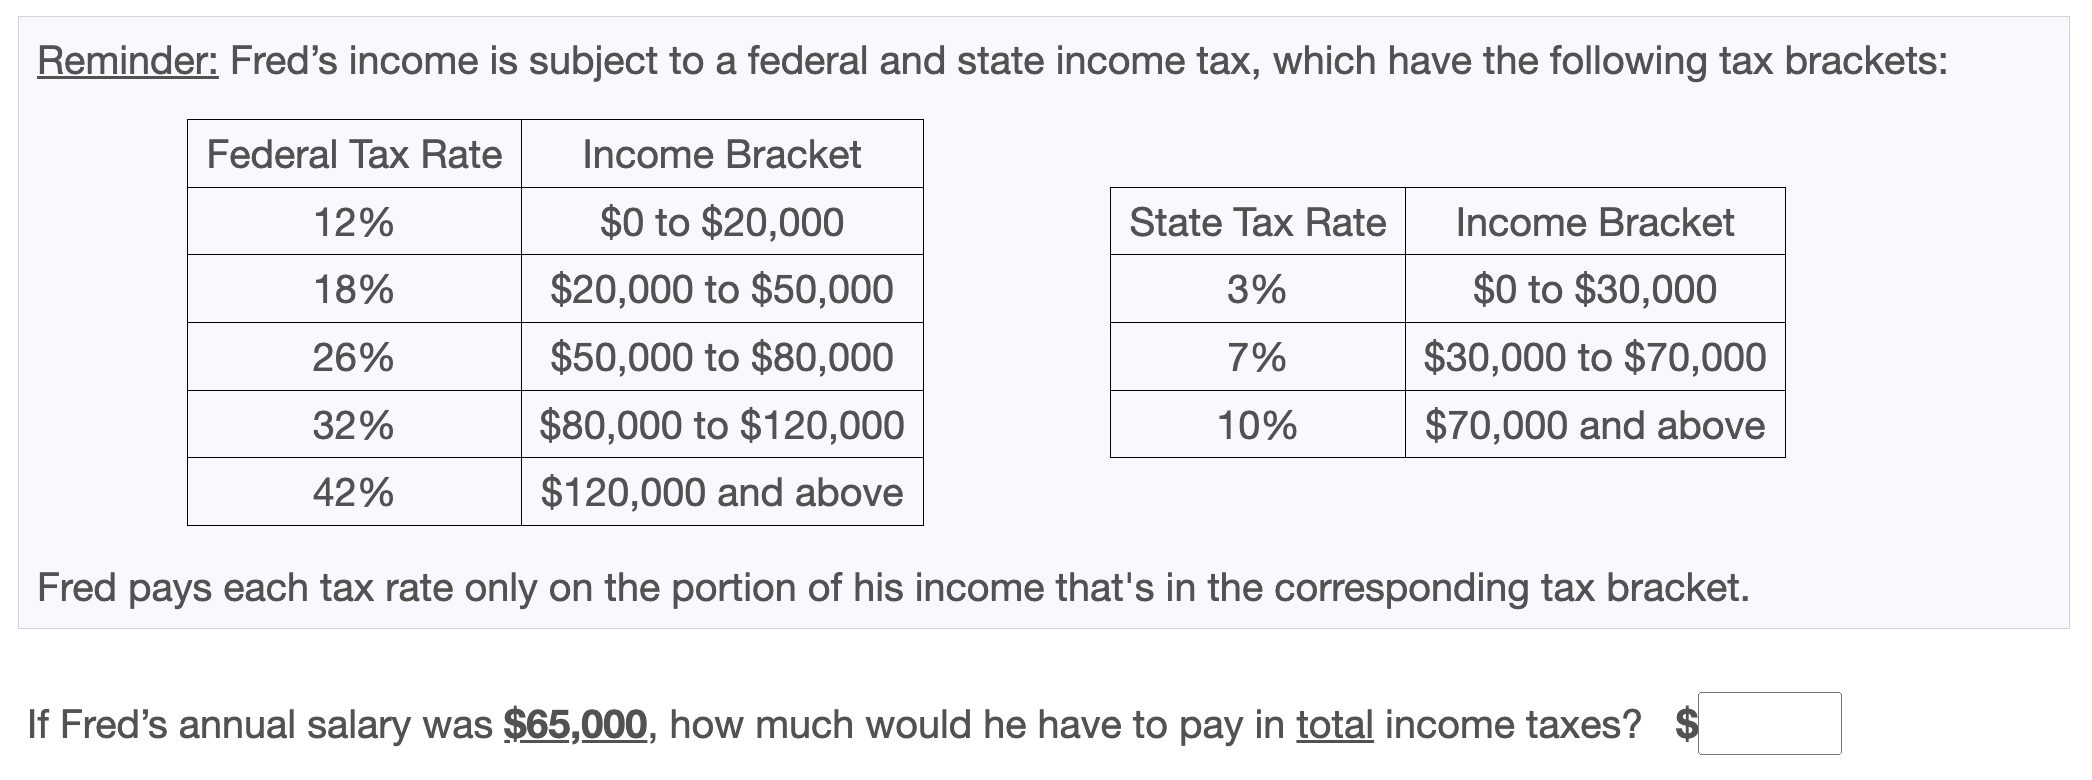 Reminder: Fred’s income is subject to a federal and state income tax, which have the following tax brackets:
Federal Tax Rate Income Bracket
12% $0 to $20,000
18% $20,000 to $50,000
26% $50,000 to $80,000
32% $80,000 to $120,000
42% $120,000 and above
State Tax Rate Income Bracket
3% $0 to $30,000
7% $30,000 to $70,000
10% $70,000 and above
Fred pays each tax rate only on the portion of his income that's in the corresponding tax bracket.
If Fred’s annual salary was $65,000, how much would he have to pay in total income taxes? $